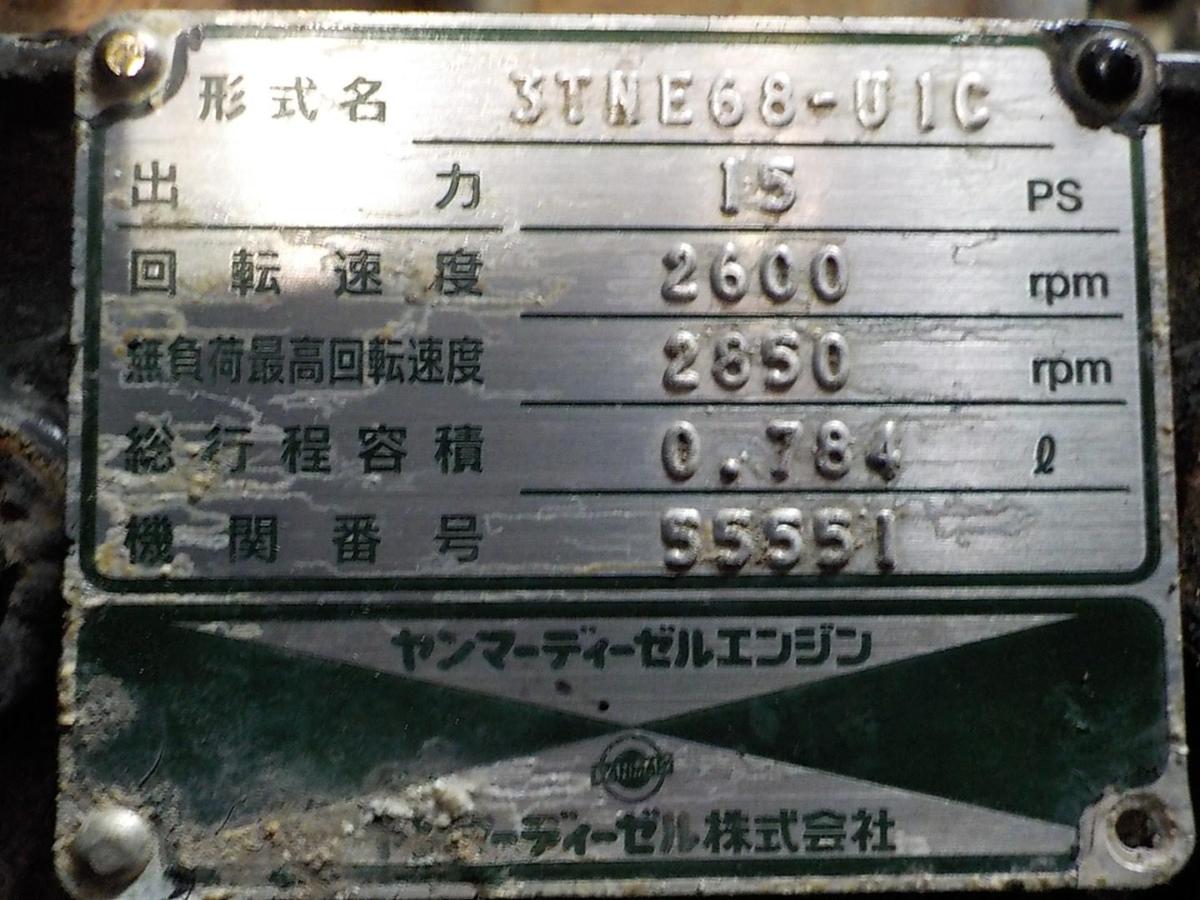 形式名 3TNE68-U1C
出力 15 PS
回転速度 2600 rpm
無負荷最高回転速度 2850 rpm
総行程容積 0.784 ℓ
機関番号 55551
ヤンマーディーゼルエンジン
YANMAR
ヤンマーディーゼル株式会社